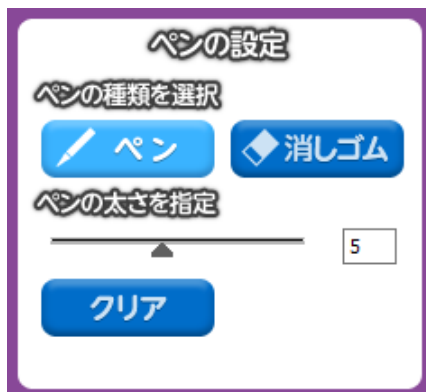 ペンの設定
ペンの種類を選択
ペン 消しゴム
ペンの太さを指定
5
クリア